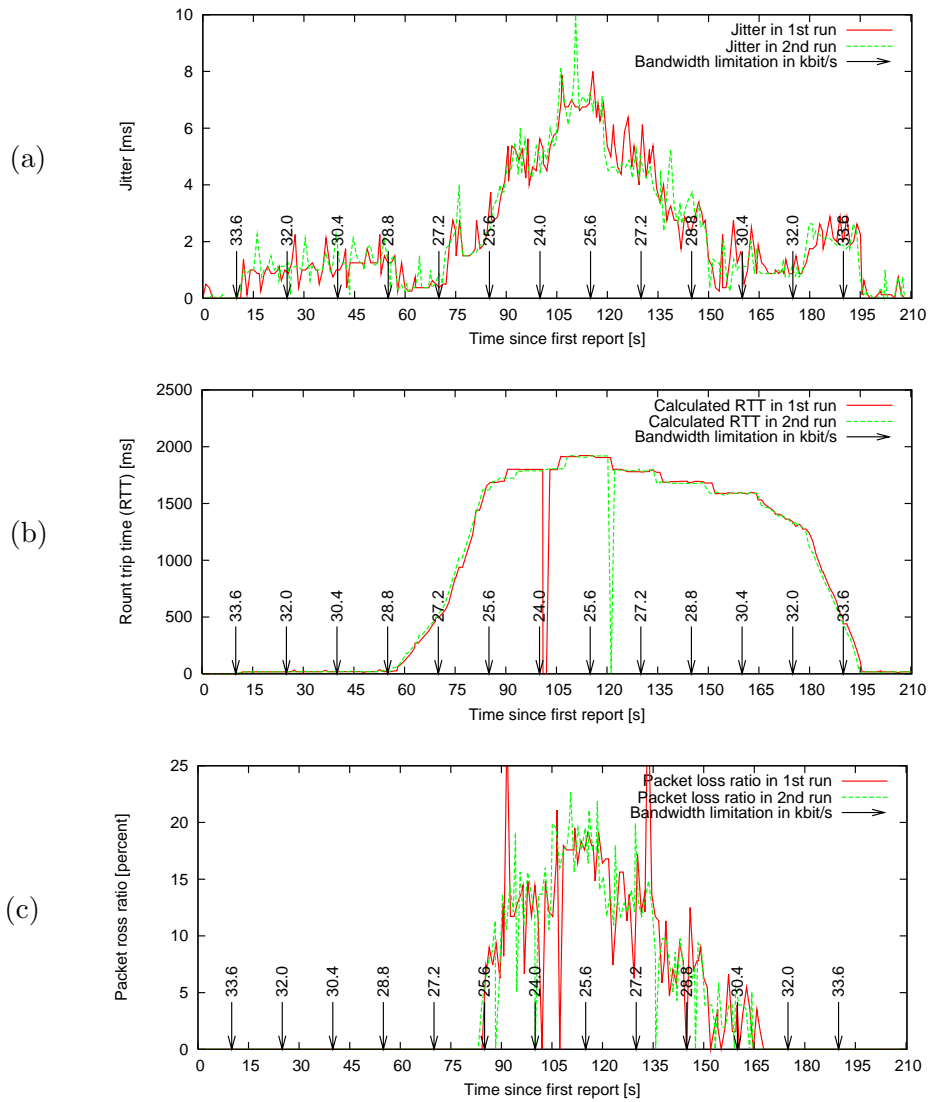 (a)
Jitter [ms]
10
8
6
4
2
0
Jitter in 1st run
Jitter in 2nd run
Bandwidth limitation in kbit/s
33.6 32.0 30.4 28.8 27.2 25.6 24.0 25.6 27.2 28.8 30.4 32.0 33.6
0 15 30 45 60 75 90 105 120 135 150 165 180 195 210
Time since first report [s]
(b)
Rount trip time (RTT) [ms]
2500
2000
1500
1000
500
0
Calculated RTT in 1st run
Calculated RTT in 2nd run
Bandwidth limitation in kbit/s
33.6 32.0 30.4 28.8 27.2 25.6 24.0 25.6 27.2 28.8 30.4 32.0 33.6
0 15 30 45 60 75 90 105 120 135 150 165 180 195 210
Time since first report [s]
(c)
Packet ross ratio [percent]
25
20
15
10
5
0
Packet loss ratio in 1st run
Packet loss ratio in 2nd run
Bandwidth limitation in kbit/s
33.6 32.0 30.4 28.8 27.2 25.6 24.0 25.6 27.2 28.8 30.4 32.0 33.6
0 15 30 45 60 75 90 105 120 135 150 165 180 195 210
Time since first report [s]